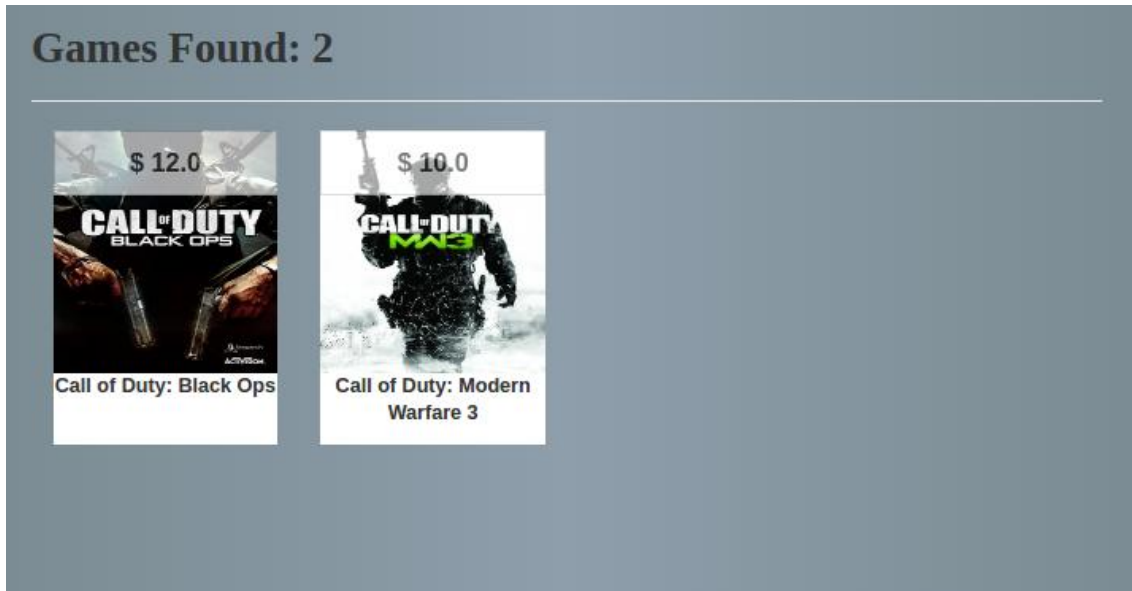 Games Found: 2
$ 12.0
$ 10.0
CALL OF DUTY
BLACK OPS
ACTIVISION
CALL OF DUTY
MW3
Call of Duty: Black Ops
Call of Duty: Modern
Warfare 3